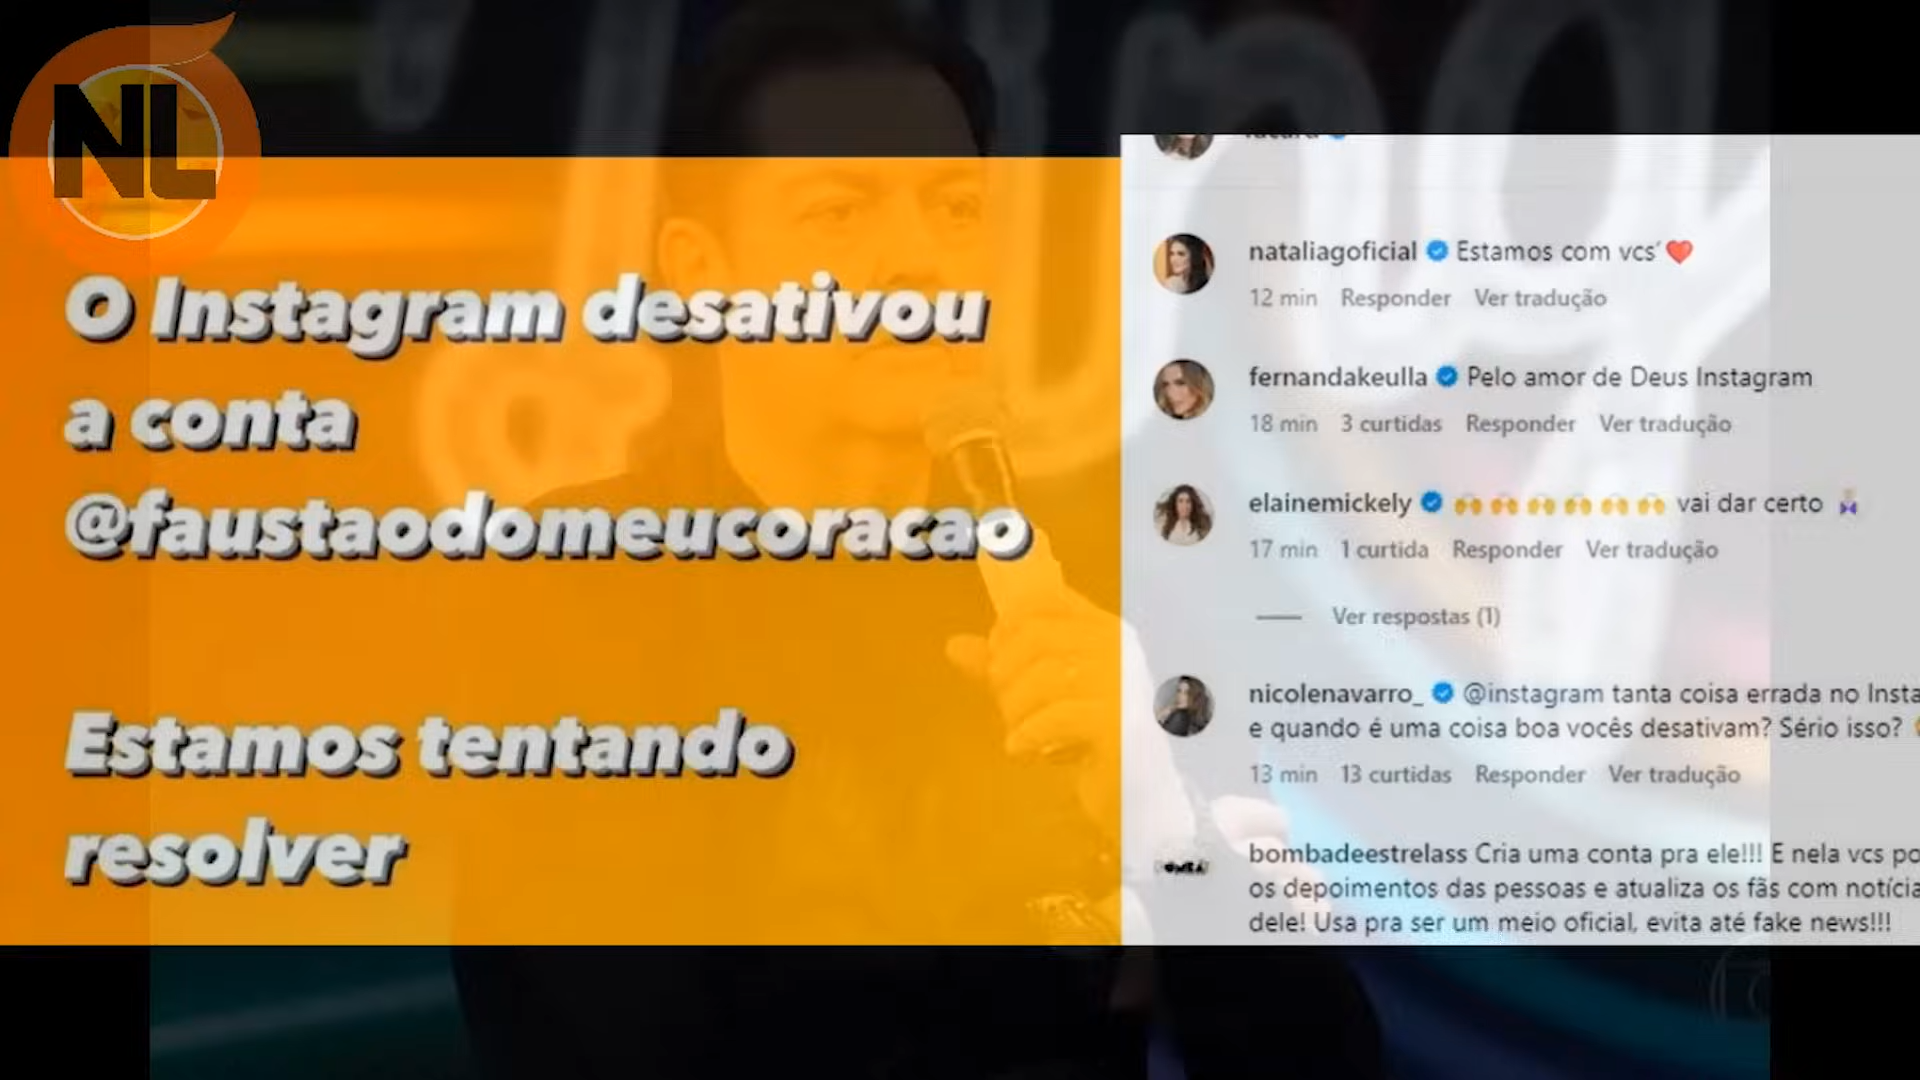 NL
O Instagram desativou
a conta
@faustaodomeucoracao
Estamos tentando
resolver
nataliagoficial Estamos com vcs´❤️
12 min Responder Ver tradução
fernandakeulla Pelo amor de Deus Instagram
18 min 3 curtidas Responder Ver tradução
elainemickely 🙌🙌🙌🙌🙌🙌 vai dar certo
17 min 1 curtida Responder Ver tradução
Ver respostas (1)
nicolenavarro_ @instagram tanta coisa errada no Insta
e quando é uma coisa boa vocês desativam? Sério isso?
13 min 13 curtidas Responder Ver tradução
bombadeestrelass Cria uma conta pra ele!!! E nela vcs po
os depoimentos das pessoas e atualiza os fãs com notícia
dele! Usa pra ser um meio oficial, evita até fake news!!!